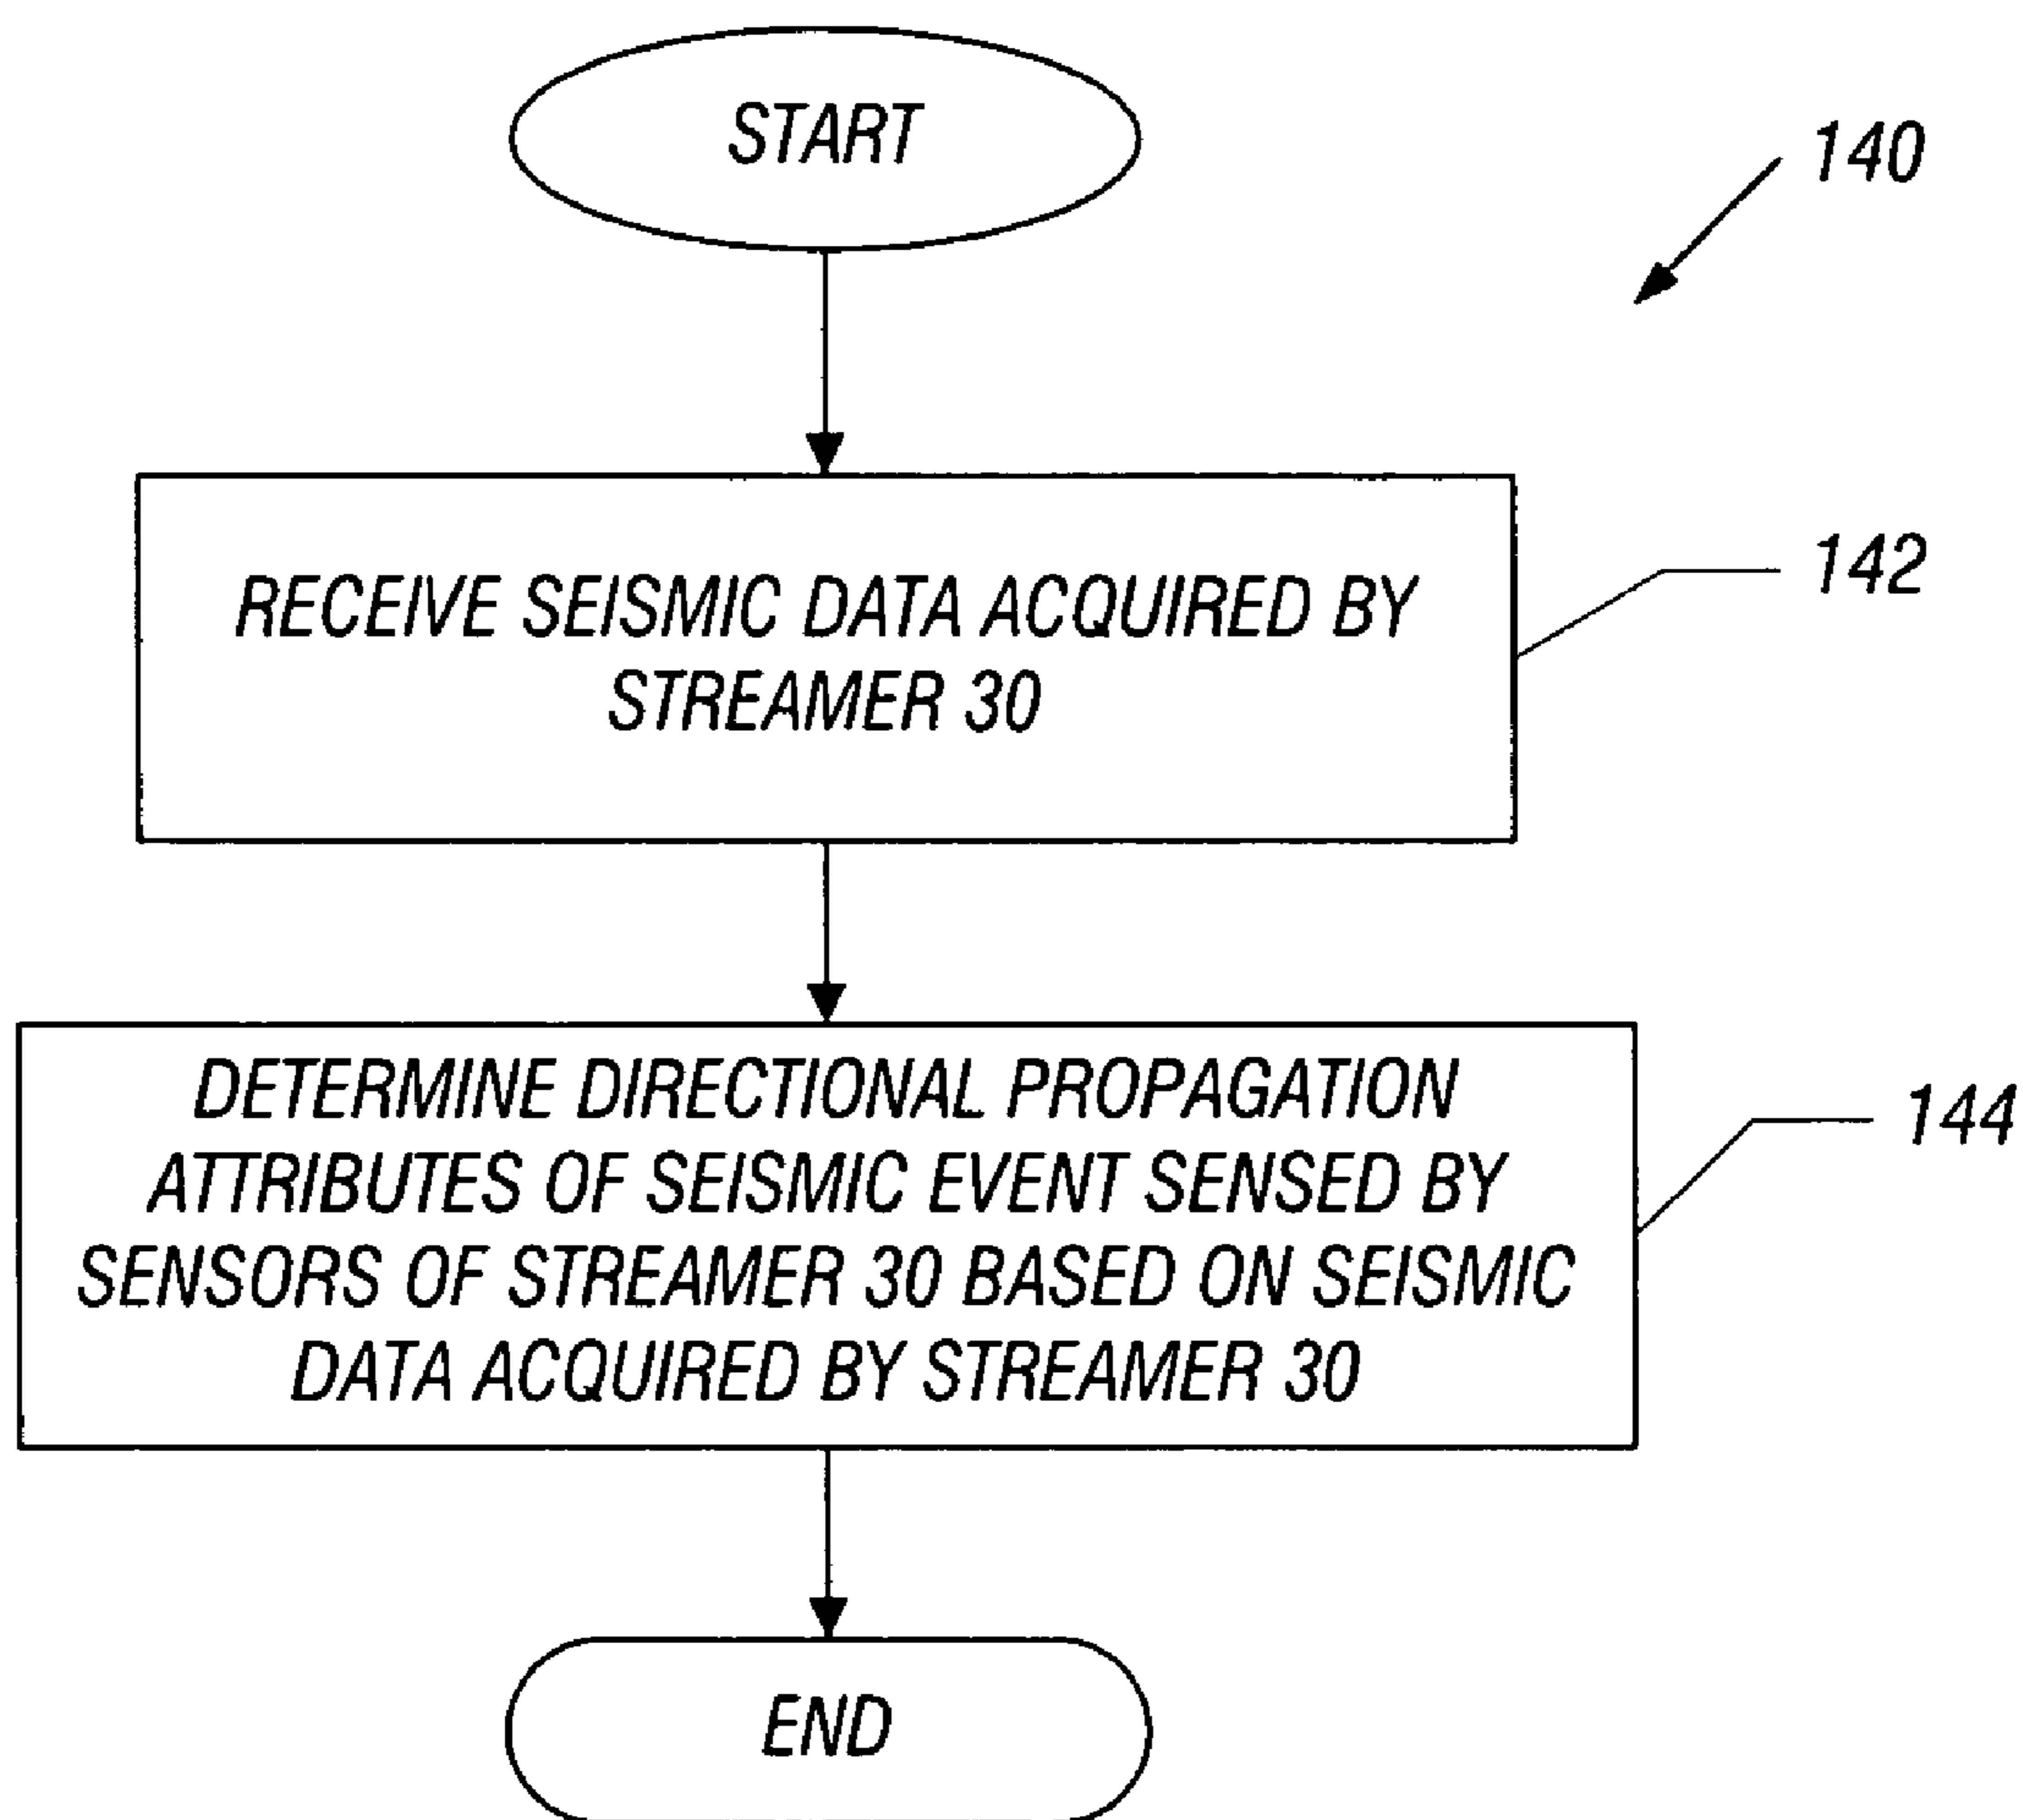 START
140
RECEIVE SEISMIC DATA ACQUIRED BY
STREAMER 30
142
DETERMINE DIRECTIONAL PROPAGATION
ATTRIBUTES OF SEISMIC EVENT SENSED BY
SENSORS OF STREAMER 30 BASED ON SEISMIC
DATA ACQUIRED BY STREAMER 30
144
END